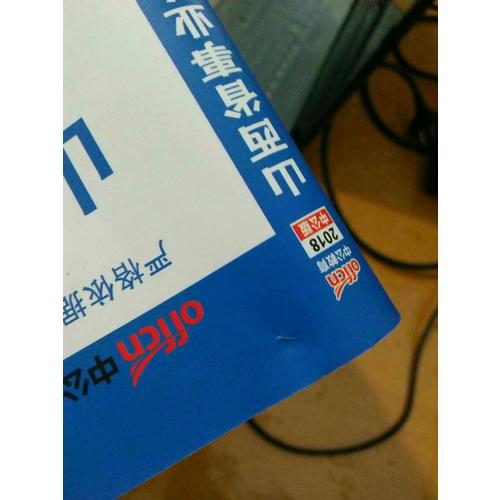 山西省事业
2018
中公版
offcn
中公教育
山
严格依据
offcn 中公